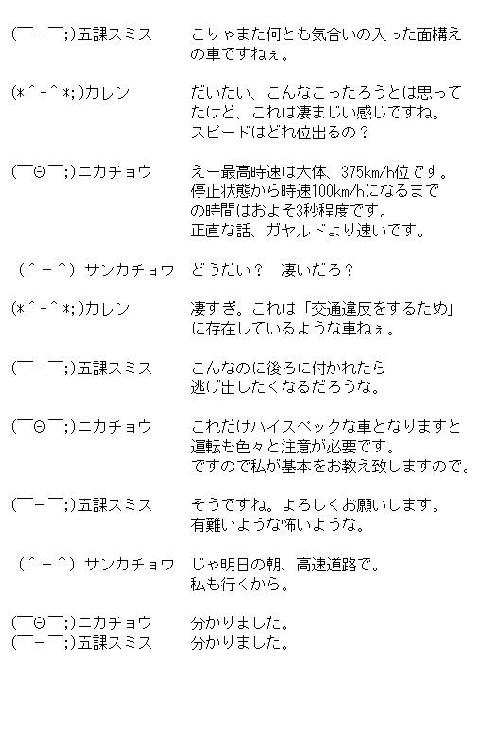 (￣ー￣;)五課スミス　こりゃまた何とも気合いの入った面構え
の車ですねぇ。
(*＾-＾*;)カレン　だいたい、こんなこったろうとは思って
たけど、これは凄まじい感じですね。
スピードはどれ位出るの？
(￣Θ￣;)ニカチョウ　えー最高時速は大体、375km/h位です。
停止状態から時速100km/hになるまで
の時間はおよそ3秒程度です。
正直な話、ガヤルドより速いです。
（＾－＾）サンカチョウ　どうだい？　凄いだろ？
(*＾-＾*;)カレン　凄すぎ。これは「交通違反をするため」
に存在しているような車ねぇ。
(￣ー￣;)五課スミス　こんなのに後ろに付かれたら
逃げ出したくなるだろうな。
(￣Θ￣;)ニカチョウ　これだけハイスペックな車となりますと
運転も色々と注意が必要です。
ですので私が基本をお教え致しますので。
(￣ー￣;)五課スミス　そうですね。よろしくお願いします。
有難いような怖いような。
（＾－＾）サンカチョウ　じゃ明日の朝、高速道路で。
私も行くから。
(￣Θ￣;)ニカチョウ　分かりました。
(￣ー￣;)五課スミス　分かりました。